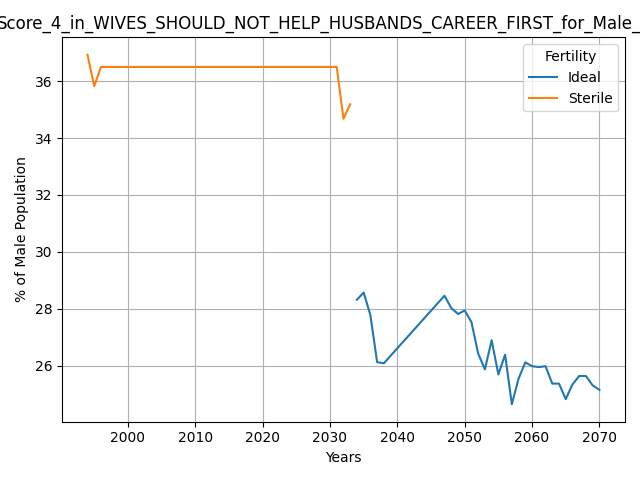 Score_4_in_WIVES_SHOULD_NOT_HELP_HUSBANDS_CAREER_FIRST_for_Male_
Fertility
Ideal
Sterile
% of Male Population
36
34
32
30
28
26
2000 2010 2020 2030 2040 2050 2060 2070
Years